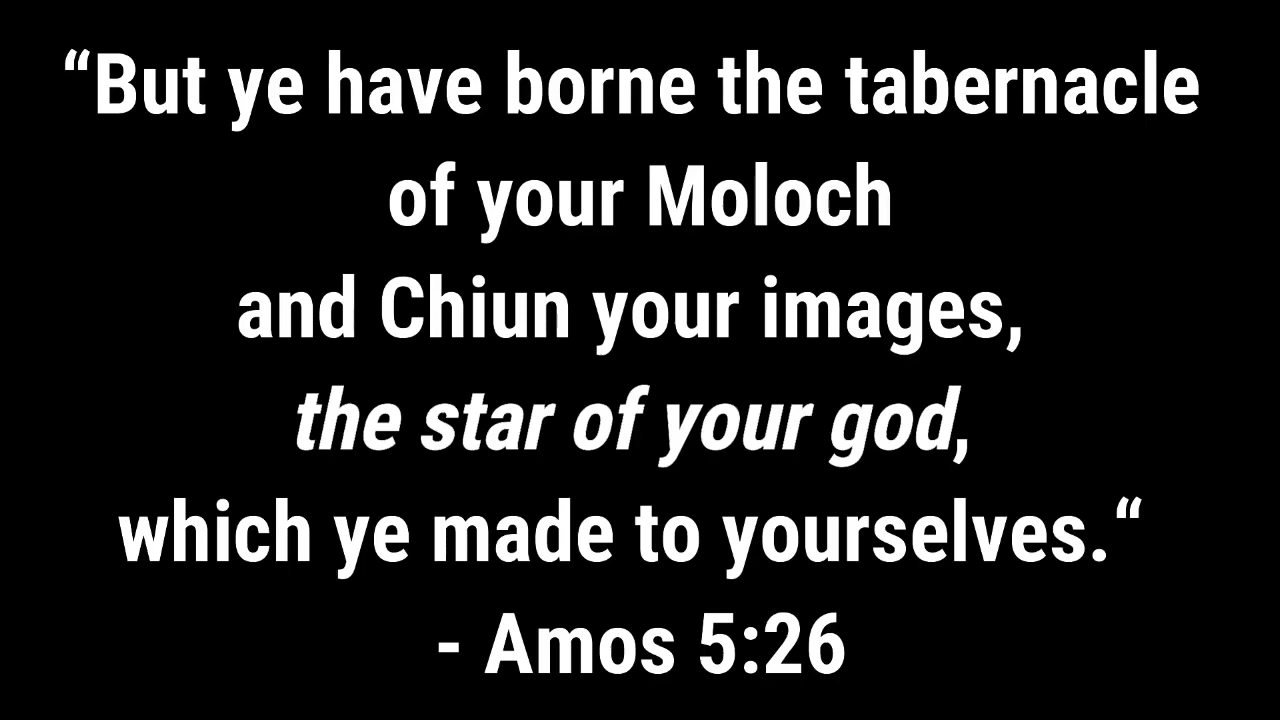 “But ye have borne the tabernacle
of your Moloch
and Chiun your images,
the star of your god,
which ye made to yourselves.“
- Amos 5:26